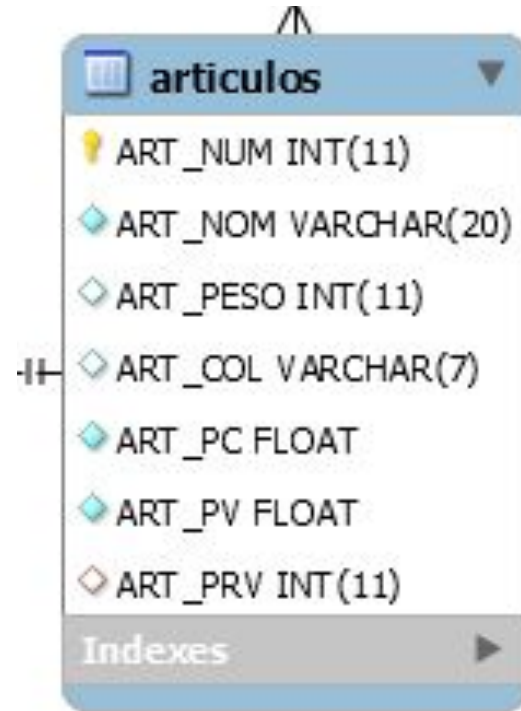 articulos
ART_NUM INT(11)
ART_NOM VARCHAR(20)
ART_PESO INT(11)
ART_COL VARCHAR(7)
ART_PC FLOAT
ART_PV FLOAT
ART_PRV INT(11)
Indexes